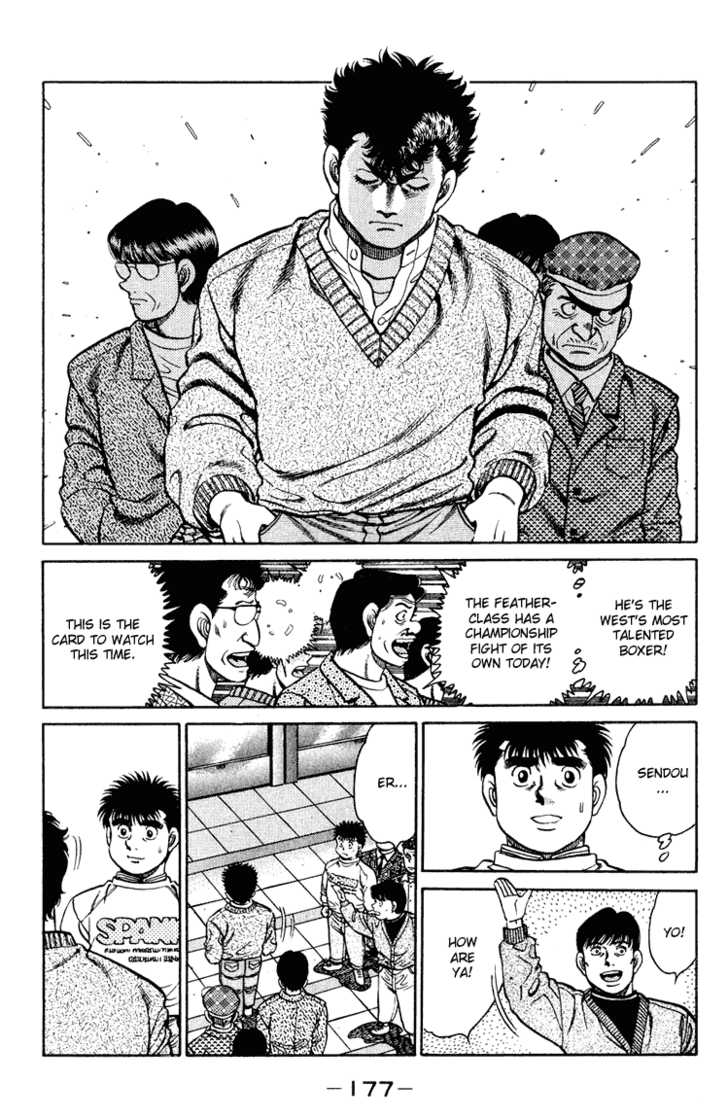 HE'S THE
WEST'S MOST
TALENTED
BOXER!
THE FEATHER-
CLASS HAS A
CHAMPIONSHIP
FIGHT OF ITS
OWN TODAY!
THIS IS THE
CARD TO WATCH
THIS TIME.
SENDOU
...
YO!
HOW
ARE
YA!
ER...
SPANK
-177-